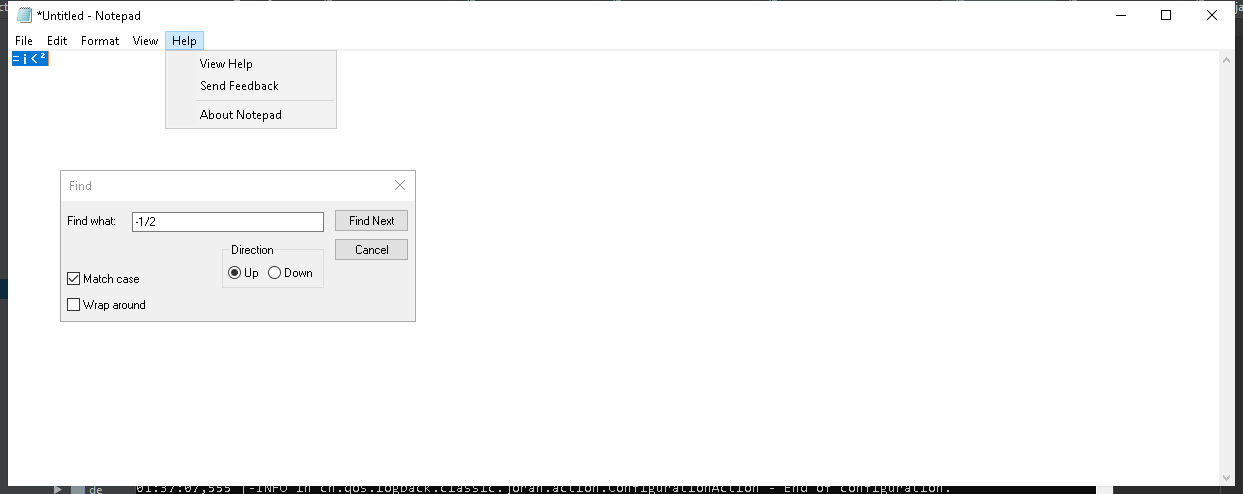 *Untitled - Notepad
File Edit Format View Help
=i<²
View Help
Send Feedback
About Notepad
Find
Find what: -1/2 Find Next
Direction Cancel
Up Down
Match case
Wrap around
de 01:37:07,555 |-INFO in ch.qos.logback.classic.joran.action.ConfigurationAction - End of configuration.